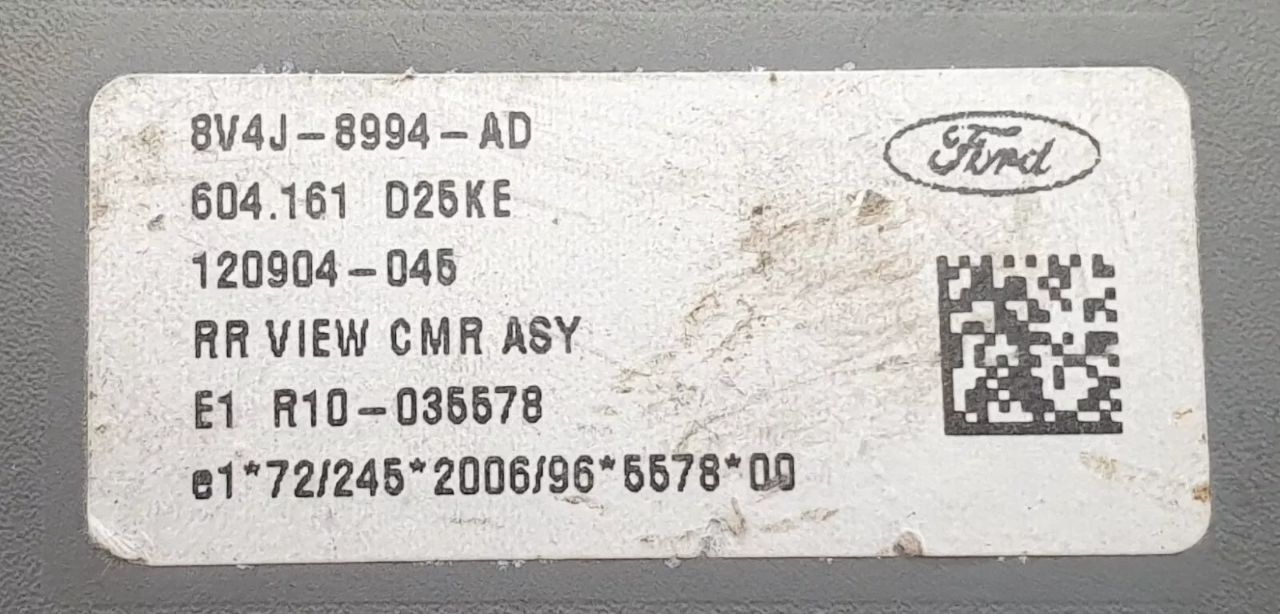 8V4J-8994-AD
Ford
604.161 D25KE
120904-045
RR VIEW CMR ASY
E1 R10-035578
e1*72/245*2006/96*5578*00